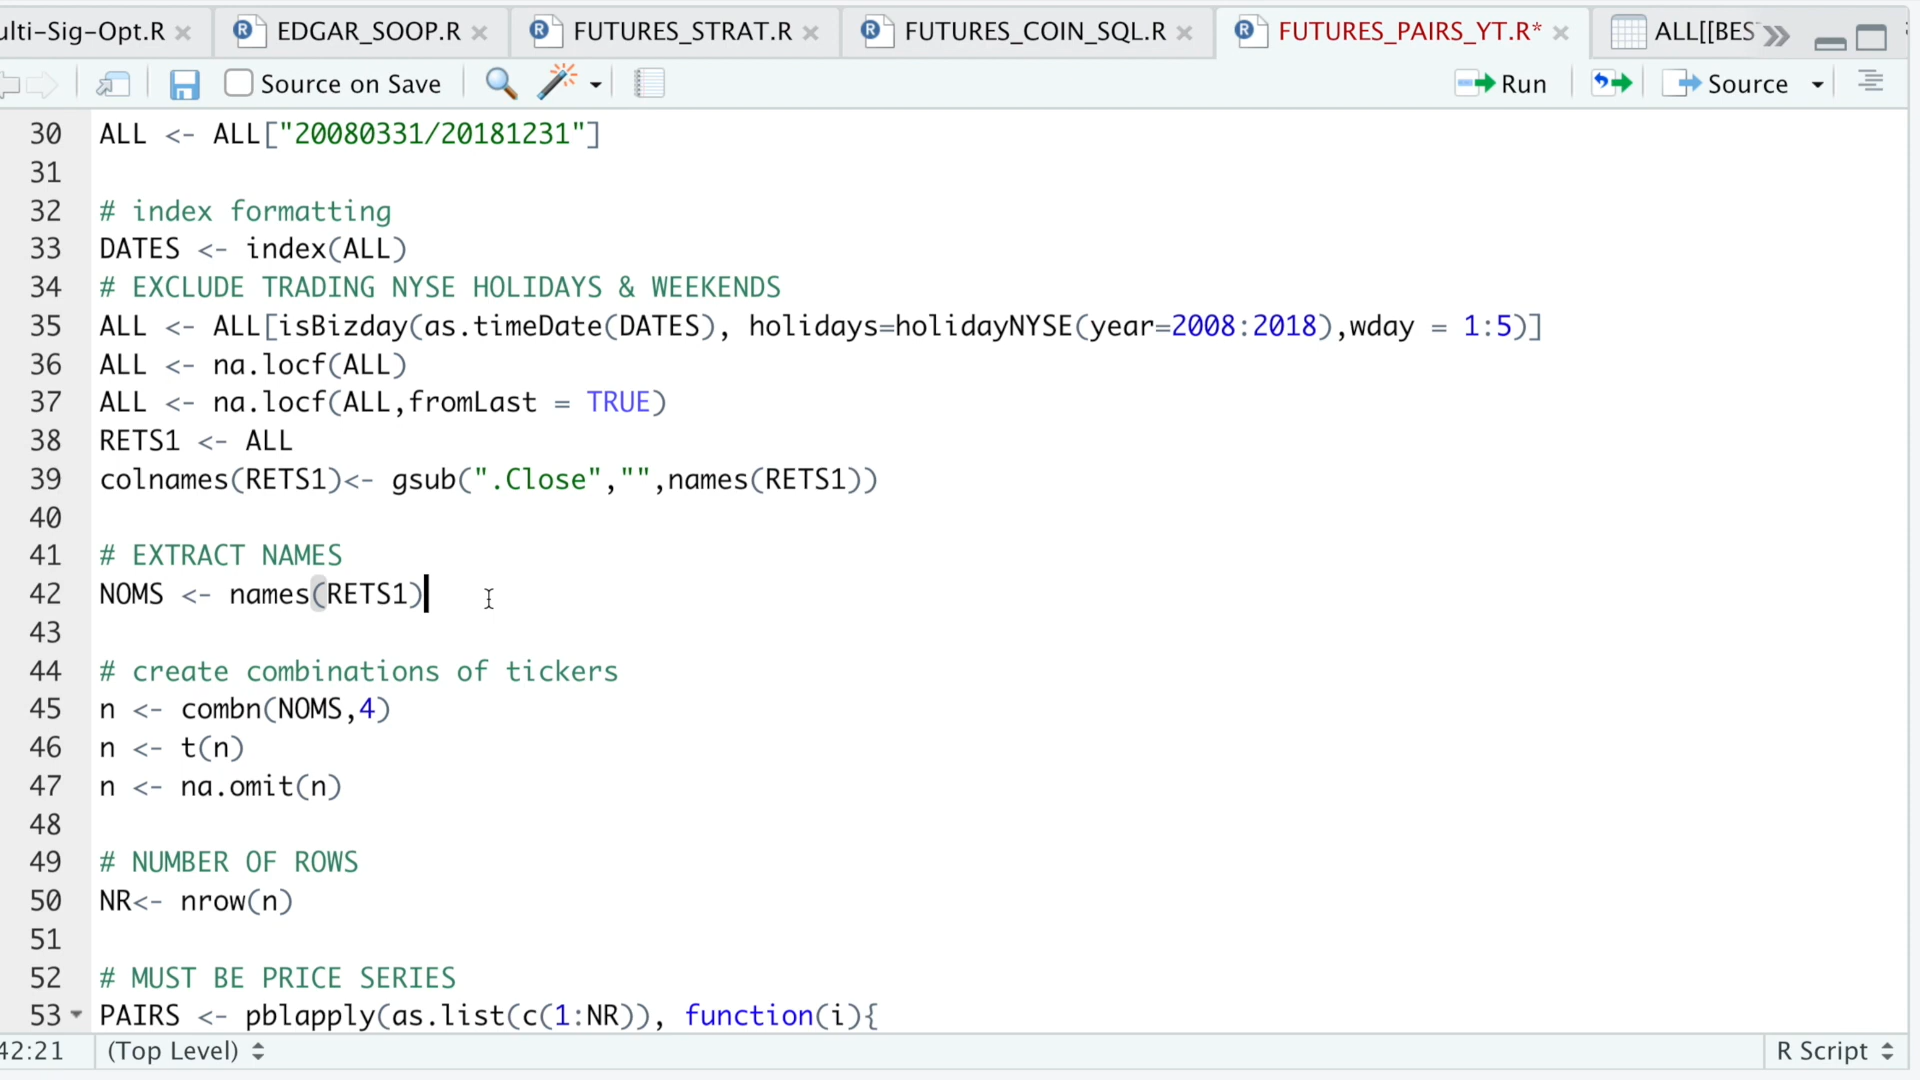 ulti-Sig-Opt.R EDGAR_SOOP.R FUTURES_STRAT.R FUTURES_COIN_SQL.R FUTURES_PAIRS_YT.R* ALL[[BES
Source on Save Run Source
30 ALL <- ALL["20080331/20181231"]
31
32 # index formatting
33 DATES <- index(ALL)
34 # EXCLUDE TRADING NYSE HOLIDAYS & WEEKENDS
35 ALL <- ALL[isBizday(as.timeDate(DATES), holidays=holidayNYSE(year=2008:2018),wday = 1:5)]
36 ALL <- na.locf(ALL)
37 ALL <- na.locf(ALL,fromLast = TRUE)
38 RETS1 <- ALL
39 colnames(RETS1)<- gsub(".Close","",names(RETS1))
40
41 # EXTRACT NAMES
42 NOMS <- names(RETS1)
43
44 # create combinations of tickers
45 n <- combn(NOMS,4)
46 n <- t(n)
47 n <- na.omit(n)
48
49 # NUMBER OF ROWS
50 NR<- nrow(n)
51
52 # MUST BE PRICE SERIES
53 PAIRS <- pblapply(as.list(c(1:NR)), function(i){
42:21 (Top Level) R Script